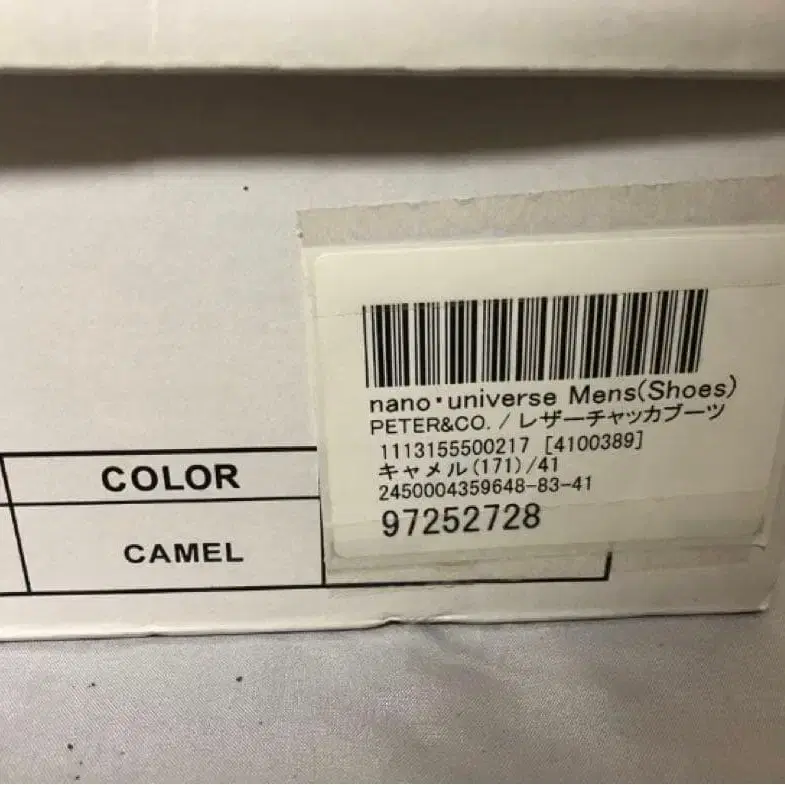 nano・universe Mens(Shoes)
PETER&CO. / レザーチャッカブーツ
1113155500217 [4100389]
キャメル(171)/41
2450004359648-83-41
97252728
COLOR
CAMEL